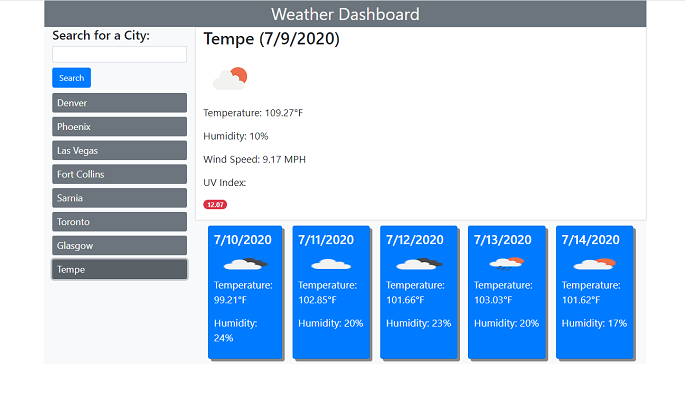 Weather Dashboard
Search for a City:
Search
Denver
Phoenix
Las Vegas
Fort Collins
Sarnia
Toronto
Glasgow
Tempe
Tempe (7/9/2020)
Temperature: 109.27°F
Humidity: 10%
Wind Speed: 9.17 MPH
UV Index:
12.07
7/10/2020
Temperature:
99.21°F
Humidity:
24%
7/11/2020
Temperature:
102.85°F
Humidity: 20%
7/12/2020
Temperature:
101.66°F
Humidity: 23%
7/13/2020
Temperature:
103.03°F
Humidity: 20%
7/14/2020
Temperature:
101.62°F
Humidity: 17%